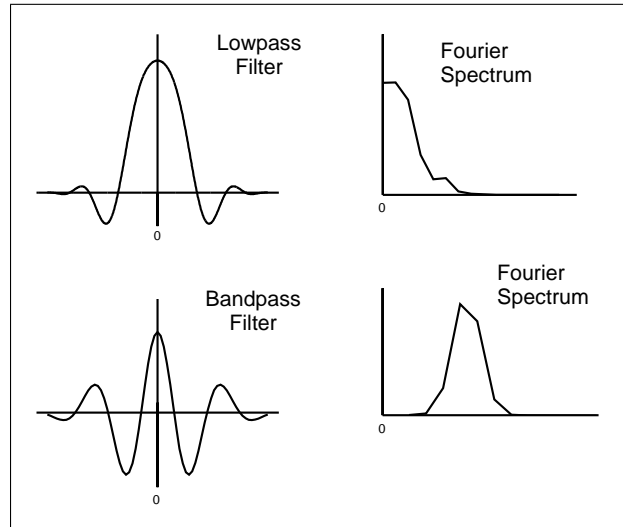 Lowpass
Filter
Fourier
Spectrum
0
0
Bandpass
Filter
Fourier
Spectrum
0
0